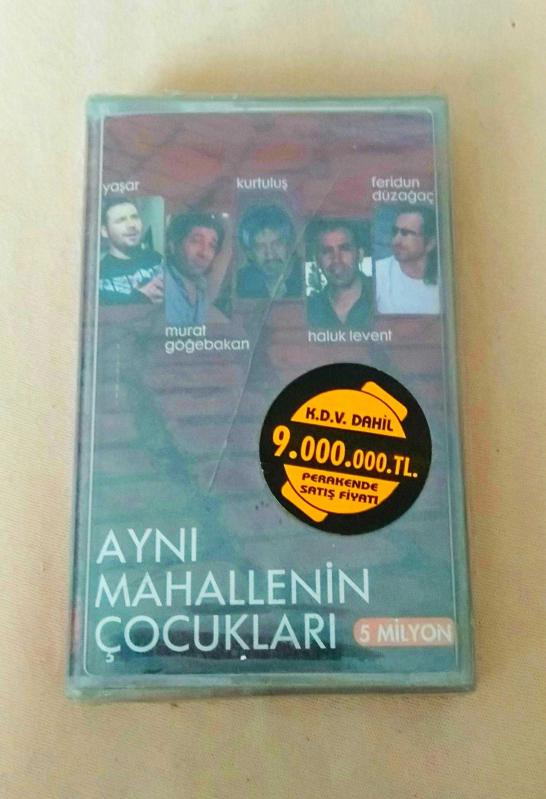 yaşar
kurtuluş
feridun
düzağaç
murat
göğebakan
haluk levent
K.D.V. DAHİL
9.000.000.TL.
PERAKENDE
SATIŞ FİYATI
AYNI
MAHALLENİN
ÇOCUKLARI
5 MİLYON